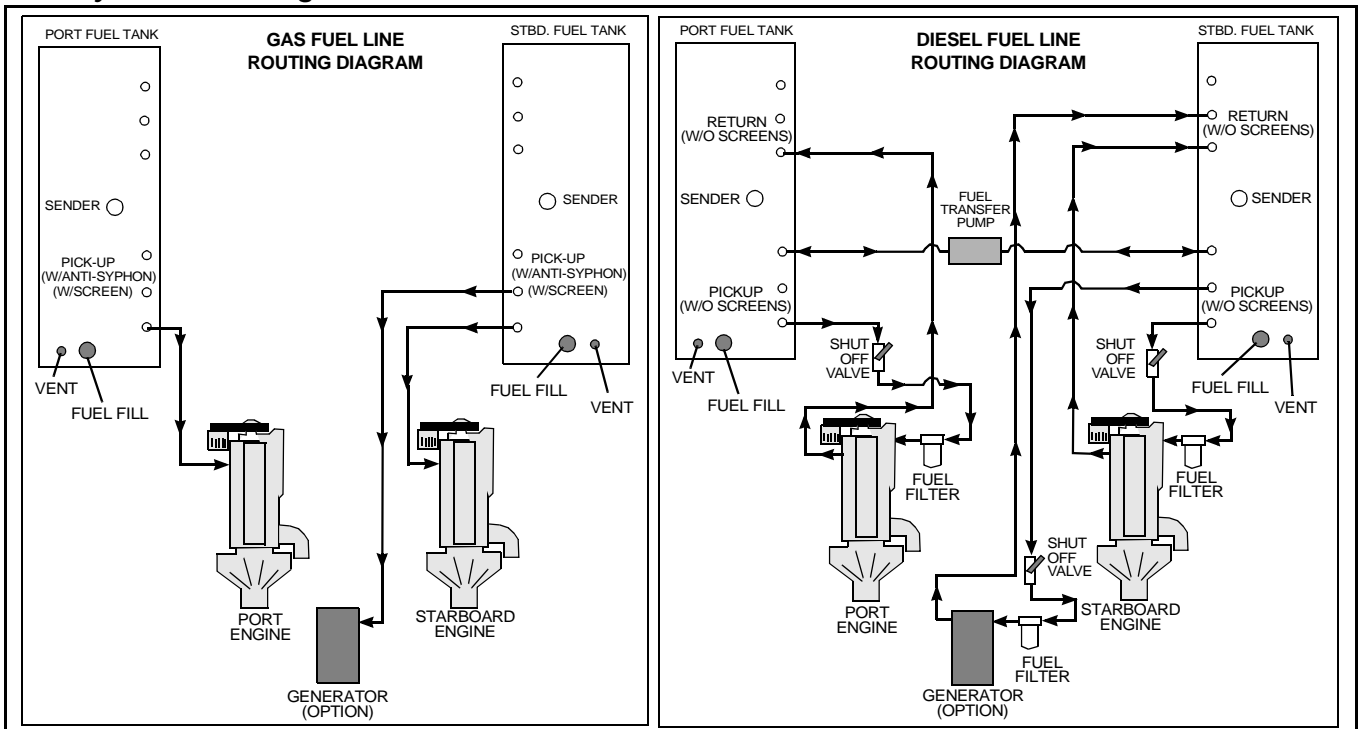 PORT FUEL TANK
GAS FUEL LINE
ROUTING DIAGRAM
STBD. FUEL TANK
SENDER
SENDER
PICK-UP
(W/ANTI-SYPHON)
(W/SCREEN)
PICK-UP
(W/ANTI-SYPHON)
(W/SCREEN)
VENT
FUEL FILL
FUEL FILL
VENT
PORT
ENGINE
STARBOARD
ENGINE
GENERATOR
(OPTION)
PORT FUEL TANK
DIESEL FUEL LINE
ROUTING DIAGRAM
STBD. FUEL TANK
RETURN
(W/O SCREENS)
RETURN
(W/O SCREENS)
SENDER
FUEL
TRANSFER
PUMP
SENDER
PICKUP
(W/O SCREENS)
PICKUP
(W/O SCREENS)
SHUT
OFF
VALVE
SHUT
OFF
VALVE
VENT
FUEL FILL
FUEL FILL
VENT
FUEL
FILTER
FUEL
FILTER
SHUT
OFF
VALVE
PORT
ENGINE
STARBOARD
ENGINE
FUEL
FILTER
GENERATOR
(OPTION)